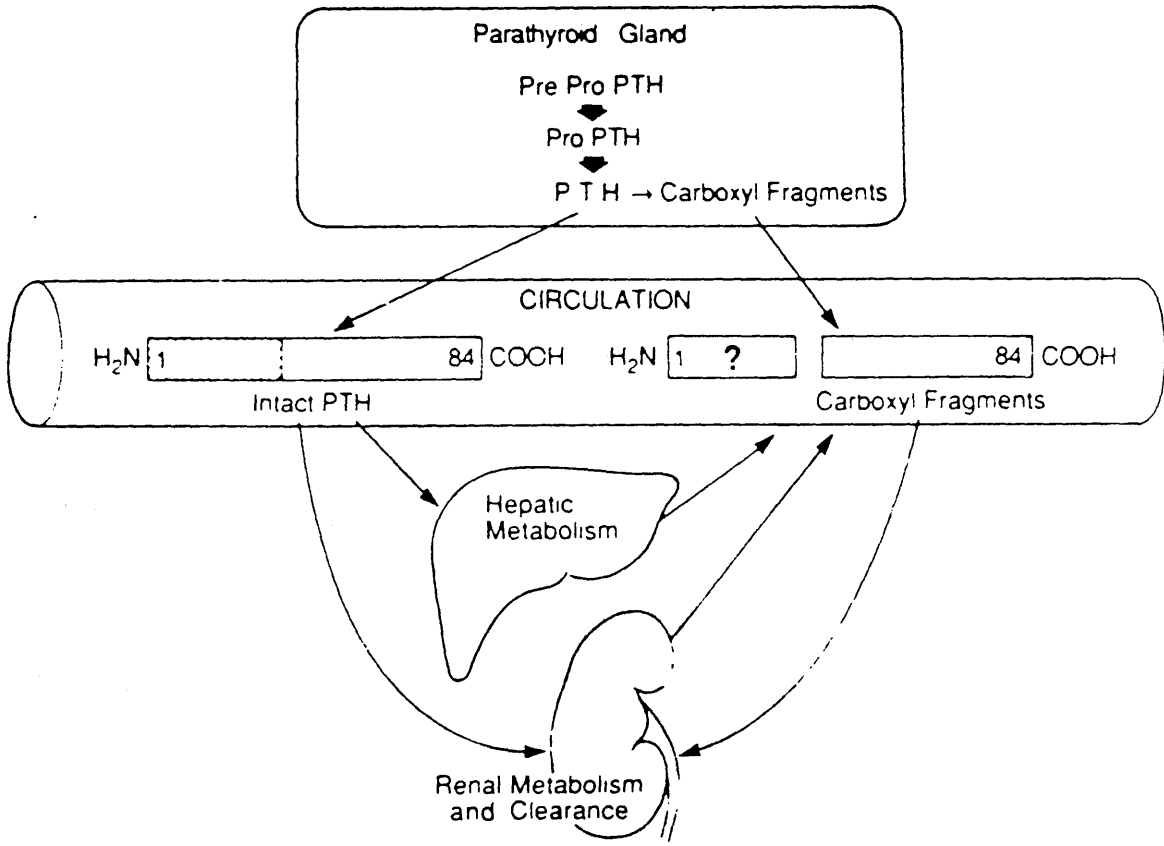 Parathyroid Gland
Pre Pro PTH
Pro PTH
P T H → Carboxyl Fragments
CIRCULATION
H₂N 1 84 COOH H₂N 1 ? 84 COOH
Intact PTH Carboxyl Fragments
Hepatic
Metabolism
Renal Metabolism
and Clearance